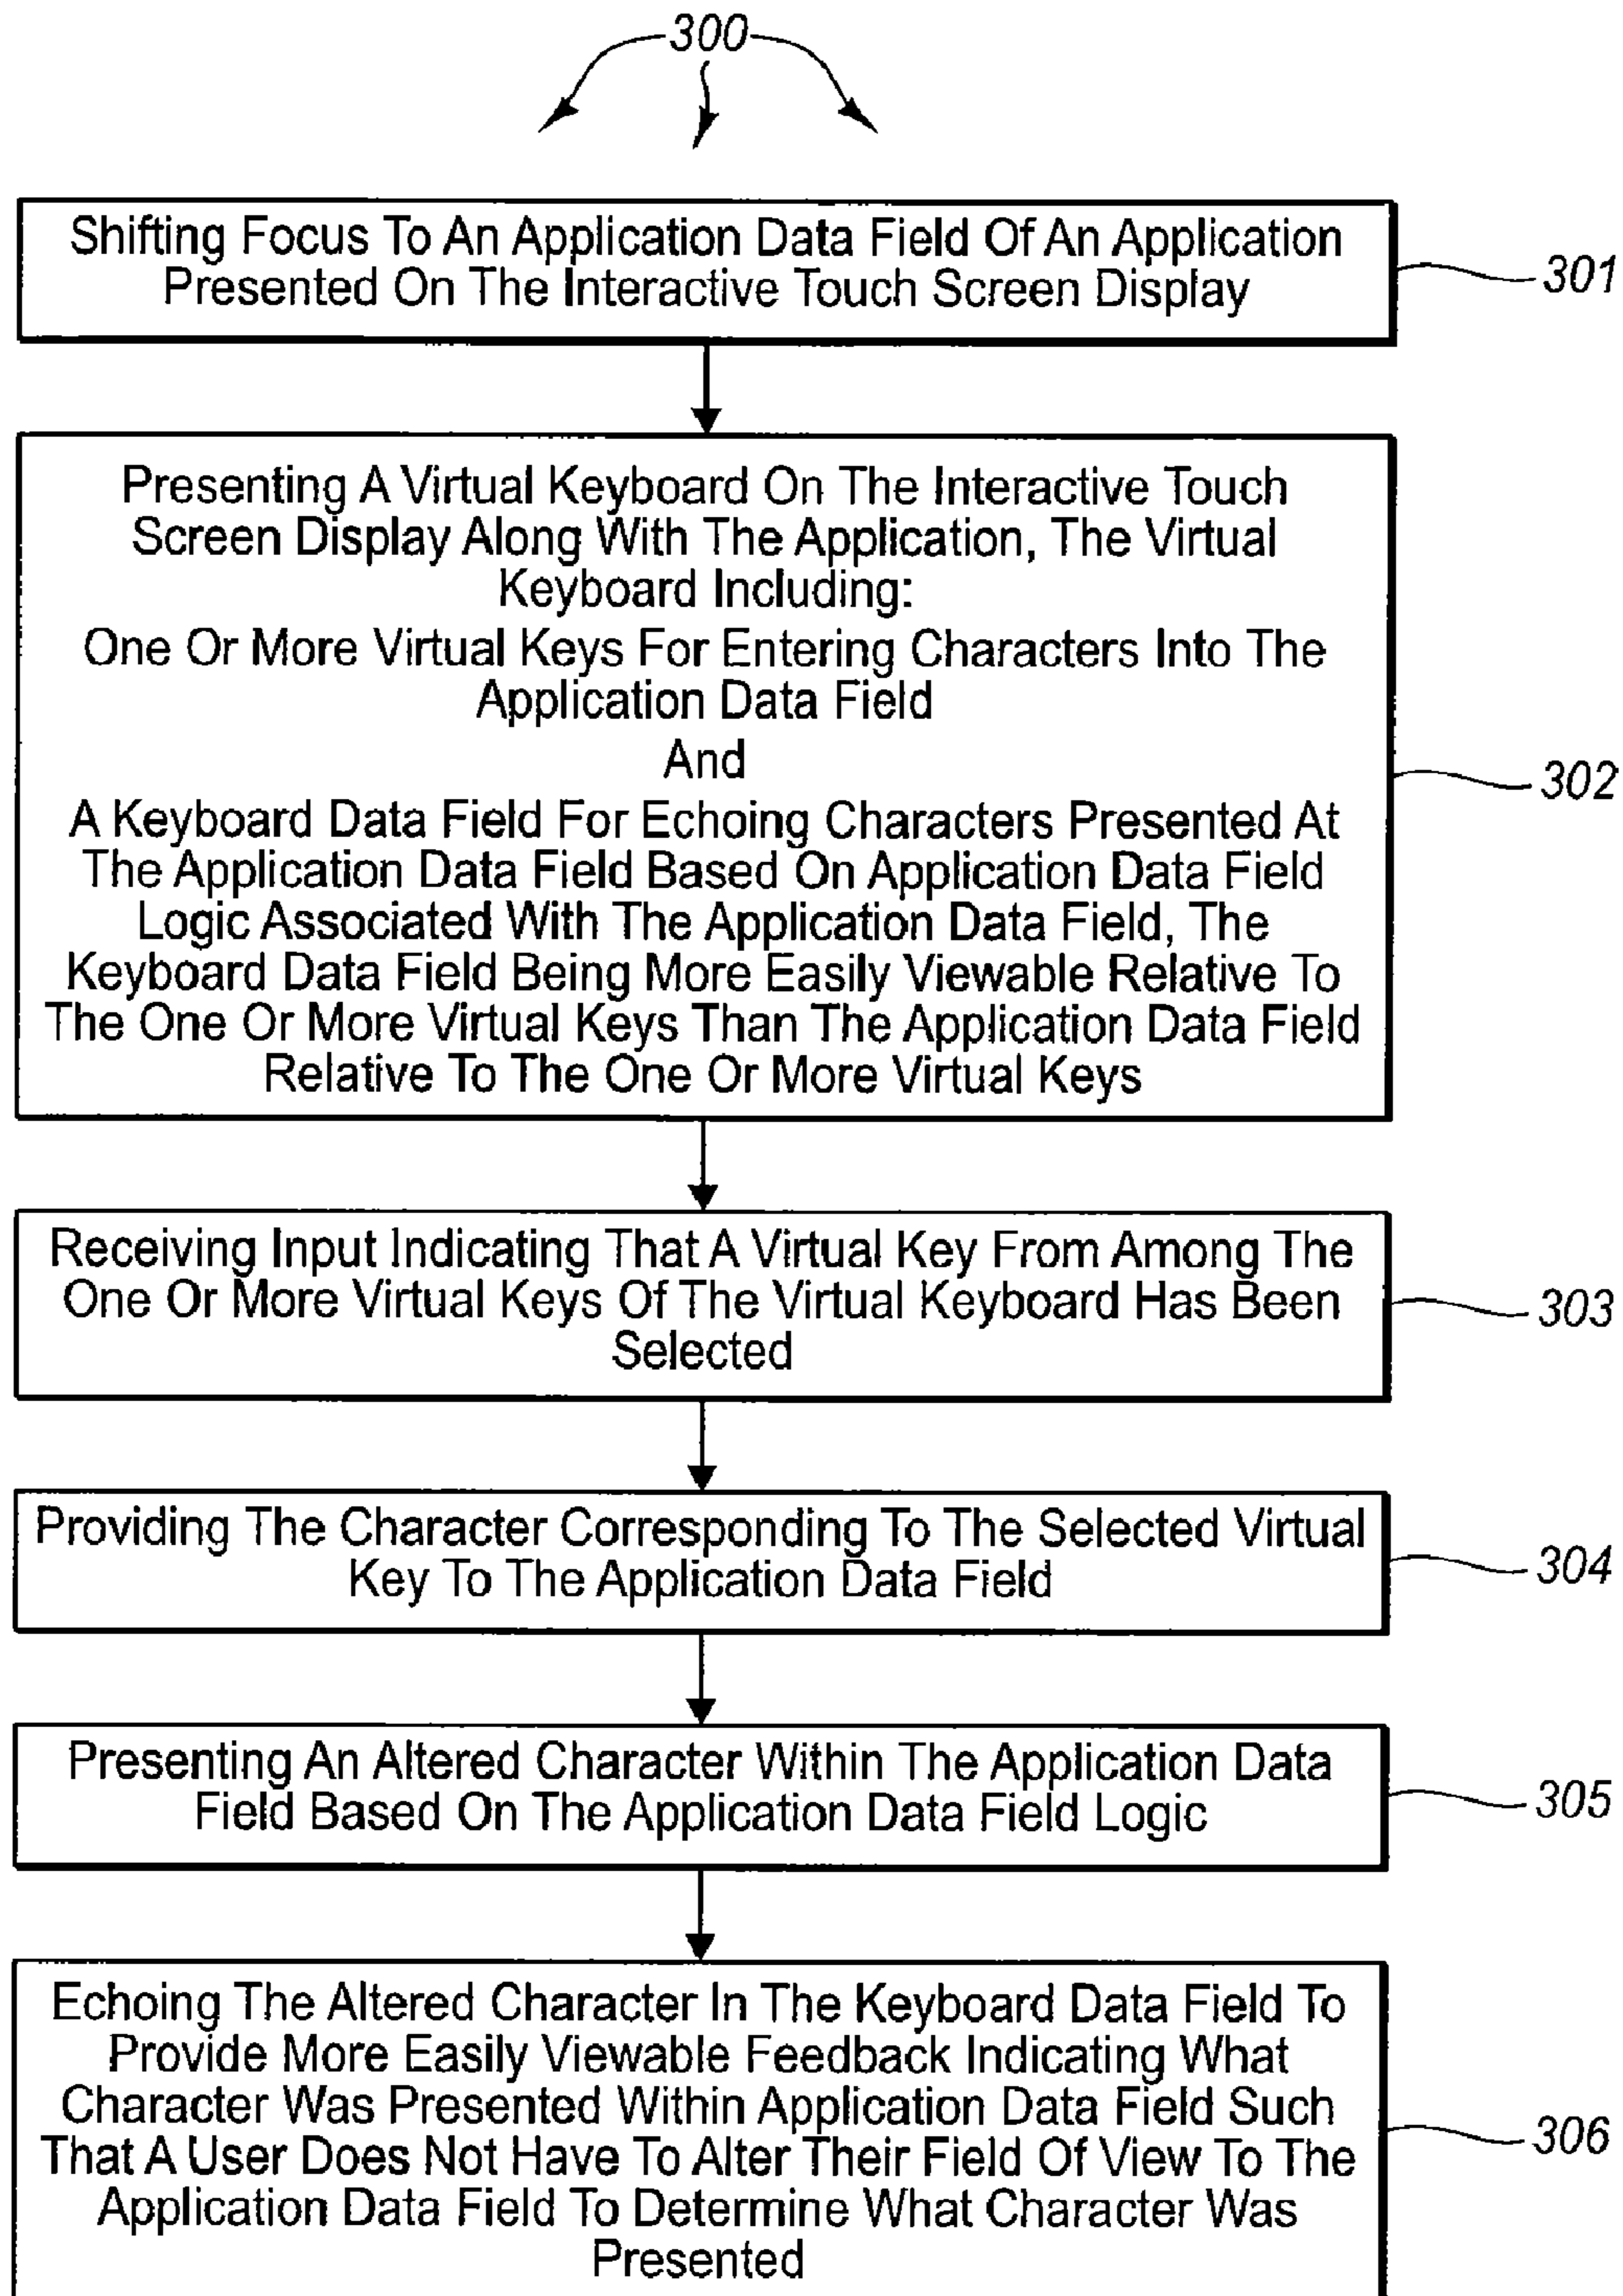 300
Shifting Focus To An Application Data Field Of An Application
Presented On The Interactive Touch Screen Display
301
Presenting A Virtual Keyboard On The Interactive Touch
Screen Display Along With The Application, The Virtual
Keyboard Including:
One Or More Virtual Keys For Entering Characters Into The
Application Data Field
And
A Keyboard Data Field For Echoing Characters Presented At
The Application Data Field Based On Application Data Field
Logic Associated With The Application Data Field, The
Keyboard Data Field Being More Easily Viewable Relative To
The One Or More Virtual Keys Than The Application Data Field
Relative To The One Or More Virtual Keys
302
Receiving Input Indicating That A Virtual Key From Among The
One Or More Virtual Keys Of The Virtual Keyboard Has Been
Selected
303
Providing The Character Corresponding To The Selected Virtual
Key To The Application Data Field
304
Presenting An Altered Character Within The Application Data
Field Based On The Application Data Field Logic
305
Echoing The Altered Character In The Keyboard Data Field To
Provide More Easily Viewable Feedback Indicating What
Character Was Presented Within Application Data Field Such
That A User Does Not Have To Alter Their Field Of View To The
Application Data Field To Determine What Character Was
Presented
306